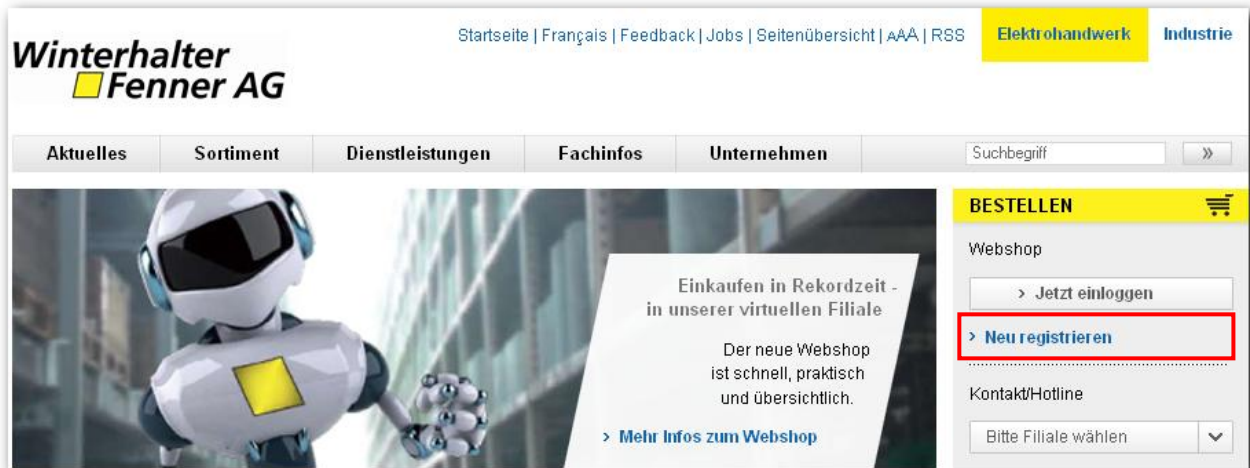 Winterhalter
Fenner AG
Startseite | Français | Feedback | Jobs | Seitenübersicht | AAA | RSS
Elektrohandwerk
Industrie
Aktuelles
Sortiment
Dienstleistungen
Fachinfos
Unternehmen
Suchbegriff
»
Einkaufen in Rekordzeit -
in unserer virtuellen Filiale
Der neue Webshop
ist schnell, praktisch
und übersichtlich.
› Mehr Infos zum Webshop
BESTELLEN
Webshop
› Jetzt einloggen
› Neu registrieren
Kontakt/Hotline
Bitte Filiale wählen